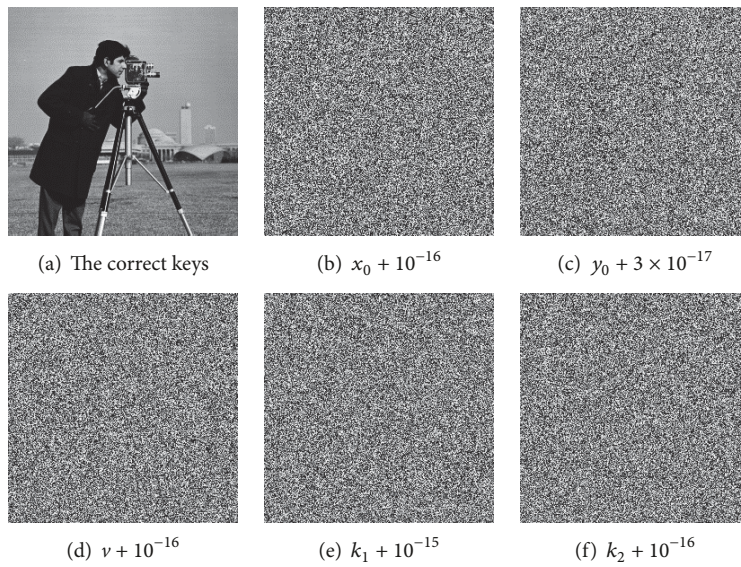 (a) The correct keys
(b) x₀ + 10⁻¹⁶
(c) y₀ + 3 × 10⁻¹⁷
(d) v + 10⁻¹⁶
(e) k₁ + 10⁻¹⁵
(f) k₂ + 10⁻¹⁶